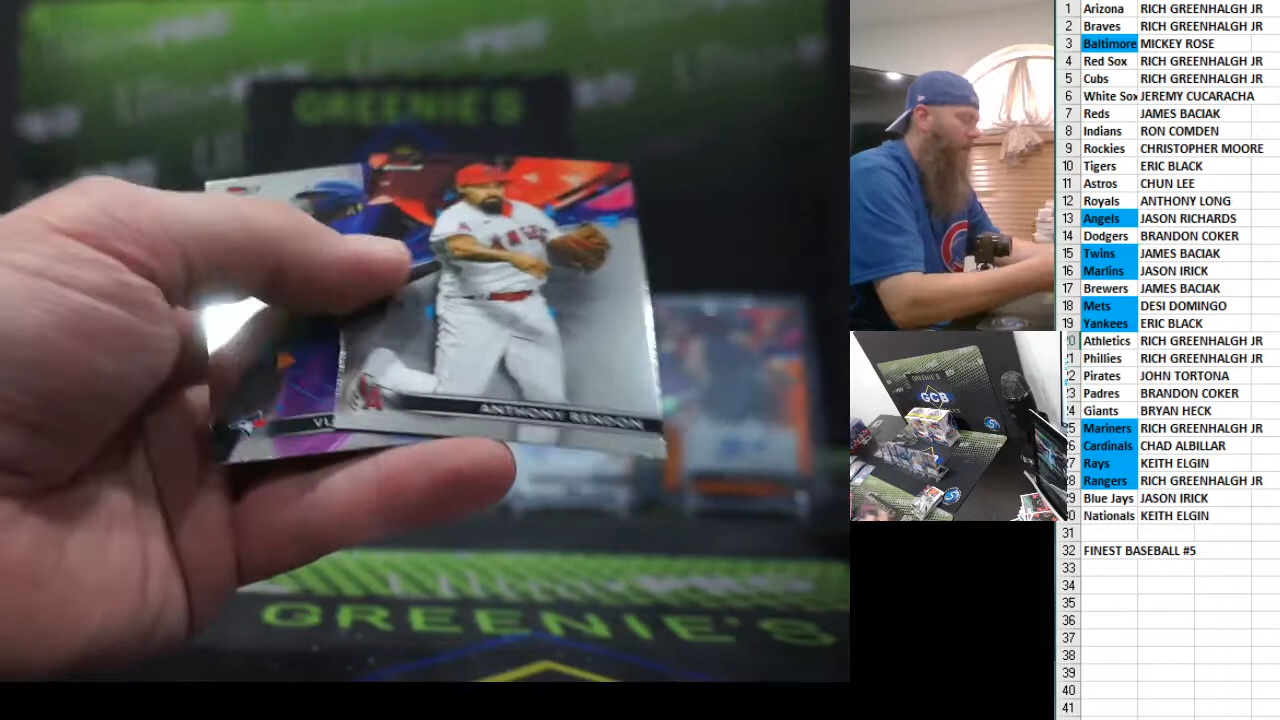 GREENIE'S
ANTHONY RENDON
VL
GREENIE'S
GREENIE'S
GCB
1 Arizona RICH GREENHALGH JR
2 Braves RICH GREENHALGH JR
3 Baltimore MICKEY ROSE
4 Red Sox RICH GREENHALGH JR
5 Cubs RICH GREENHALGH JR
6 White Sox JEREMY CUCARACHA
7 Reds JAMES BACIAK
8 Indians RON COMDEN
9 Rockies CHRISTOPHER MOORE
10 Tigers ERIC BLACK
11 Astros CHUN LEE
12 Royals ANTHONY LONG
13 Angels JASON RICHARDS
14 Dodgers BRANDON COKER
15 Twins JAMES BACIAK
16 Marlins JASON IRICK
17 Brewers JAMES BACIAK
18 Mets DESI DOMINGO
19 Yankees ERIC BLACK
20 Athletics RICH GREENHALGH JR
21 Phillies RICH GREENHALGH JR
22 Pirates JOHN TORTONA
23 Padres BRANDON COKER
24 Giants BRYAN HECK
25 Mariners RICH GREENHALGH JR
26 Cardinals CHAD ALBILLAR
27 Rays KEITH ELGIN
28 Rangers RICH GREENHALGH JR
29 Blue Jays JASON IRICK
30 Nationals KEITH ELGIN
31
32 FINEST BASEBALL #5
33
34
35
36
37
38
39
40
41